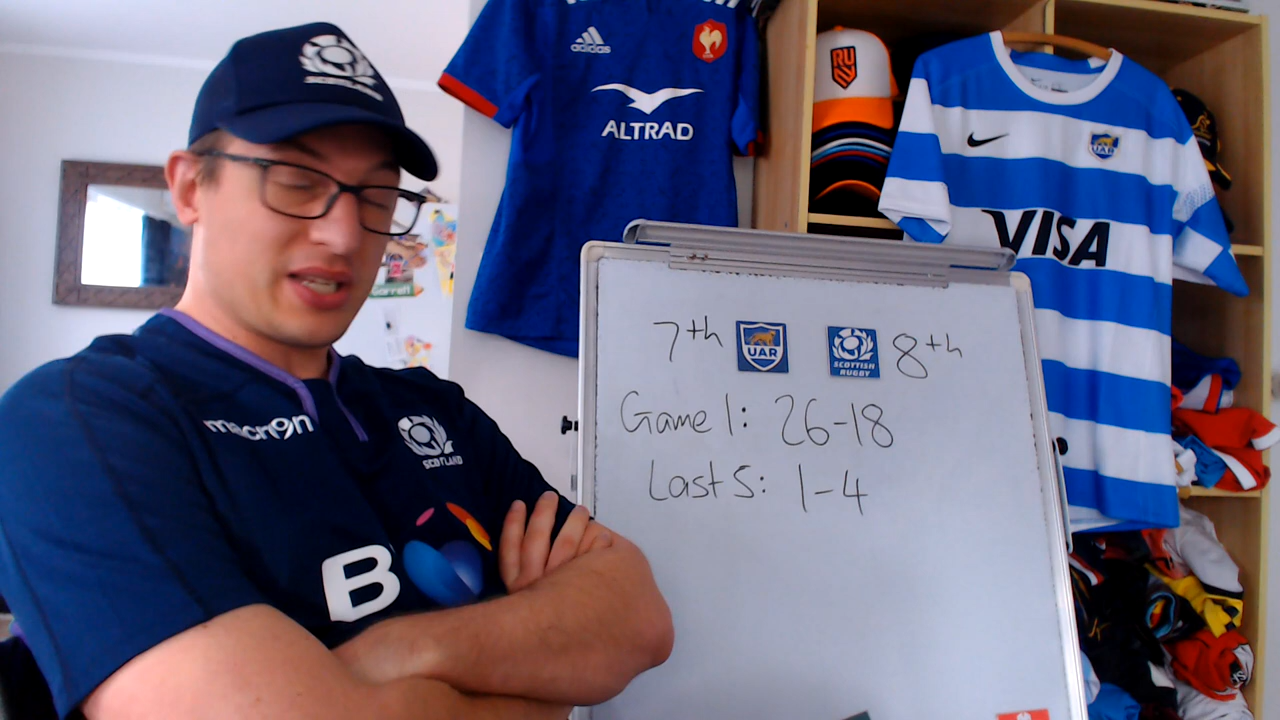 SCOTLAND
adidas
ALTRAD
RU
UAR
VISA
7th UAR SCOTTISH RUGBY 8th
Game 1: 26-18
Last 5: 1-4
macron
SCOTLAND
B